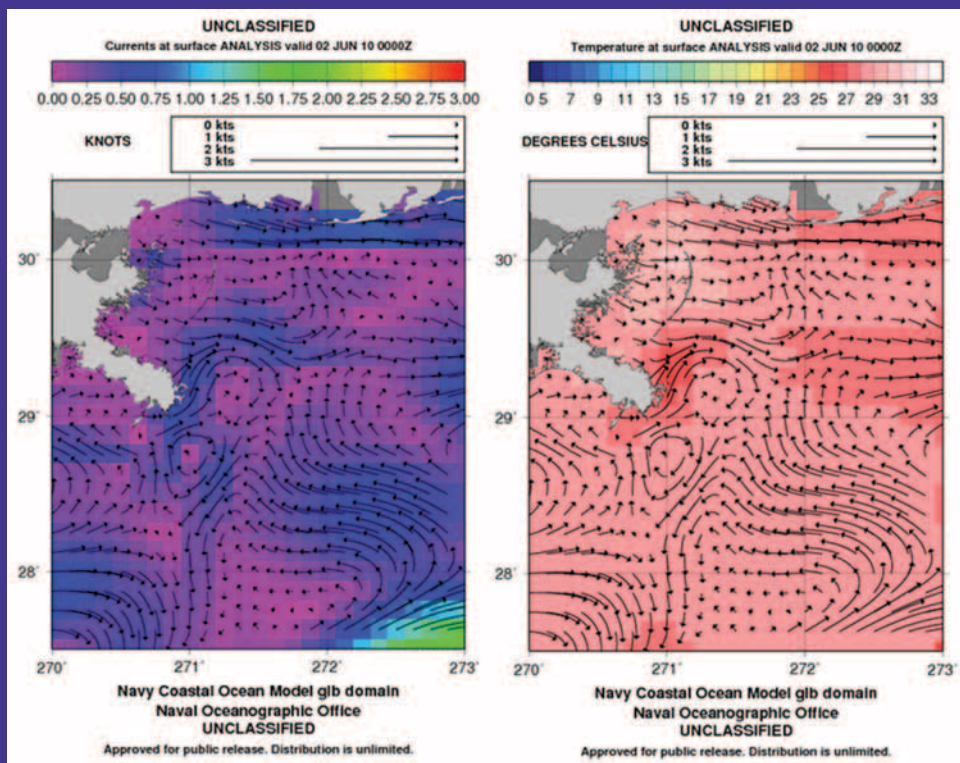 UNCLASSIFIED
Currents at surface ANALYSIS valid 02 JUN 10 0000Z
0.00 0.25 0.50 0.75 1.00 1.25 1.50 1.75 2.00 2.25 2.50 2.75 3.00
KNOTS
0 kts
1 kts
2 kts
3 kts
30°
29°
28°
270° 271° 272° 273°
Navy Coastal Ocean Model glb domain
Naval Oceanographic Office
UNCLASSIFIED
Approved for public release. Distribution is unlimited.
UNCLASSIFIED
Temperature at surface ANALYSIS valid 02 JUN 10 0000Z
0 5 7 9 11 13 15 17 19 21 23 25 27 29 31 33
DEGREES CELSIUS
0 kts
1 kts
2 kts
3 kts
30°
29°
28°
270° 271° 272° 273°
Navy Coastal Ocean Model glb domain
Naval Oceanographic Office
UNCLASSIFIED
Approved for public release. Distribution is unlimited.